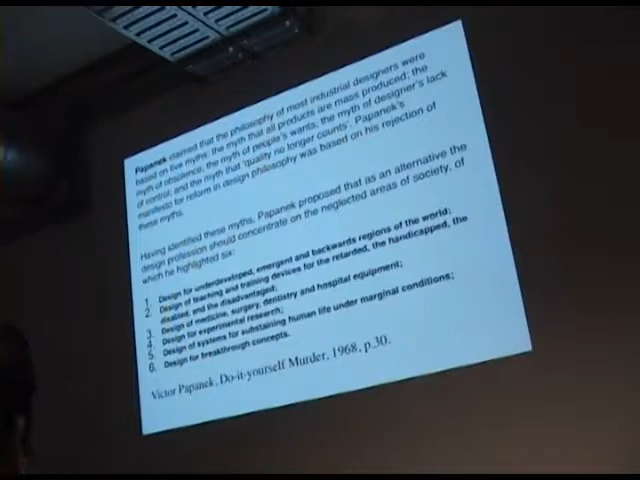 Papanek claimed that the philosophy of most industrial designers were
based on five myths: the myth that all products are mass produced; the
myth of obsolence; the myth of people's wants; the myth of designer's lack
of control; and the myth that 'quality no longer counts'. Papanek's
manifesto for reform in design philosophy was based on his rejection of
these myths.
Having identified these myths, Papanek proposed that as an alternative the
design profession should concentrate on the neglected areas of society, of
which he highlighted six:
1. Design for underdeveloped, emergent and backwards regions of the world;
2. Design of teaching and training devices for the retarded, the handicapped, the
disabled, and the disadvantaged;
3. Design of medicine, surgery, dentistry and hospital equipment;
4. Design for experimental research;
5. Design of systems for substaining human life under marginal conditions;
6. Design for breakthrough concepts.
Victor Papanek, Do-it-yourself Murder, 1968, p.30.